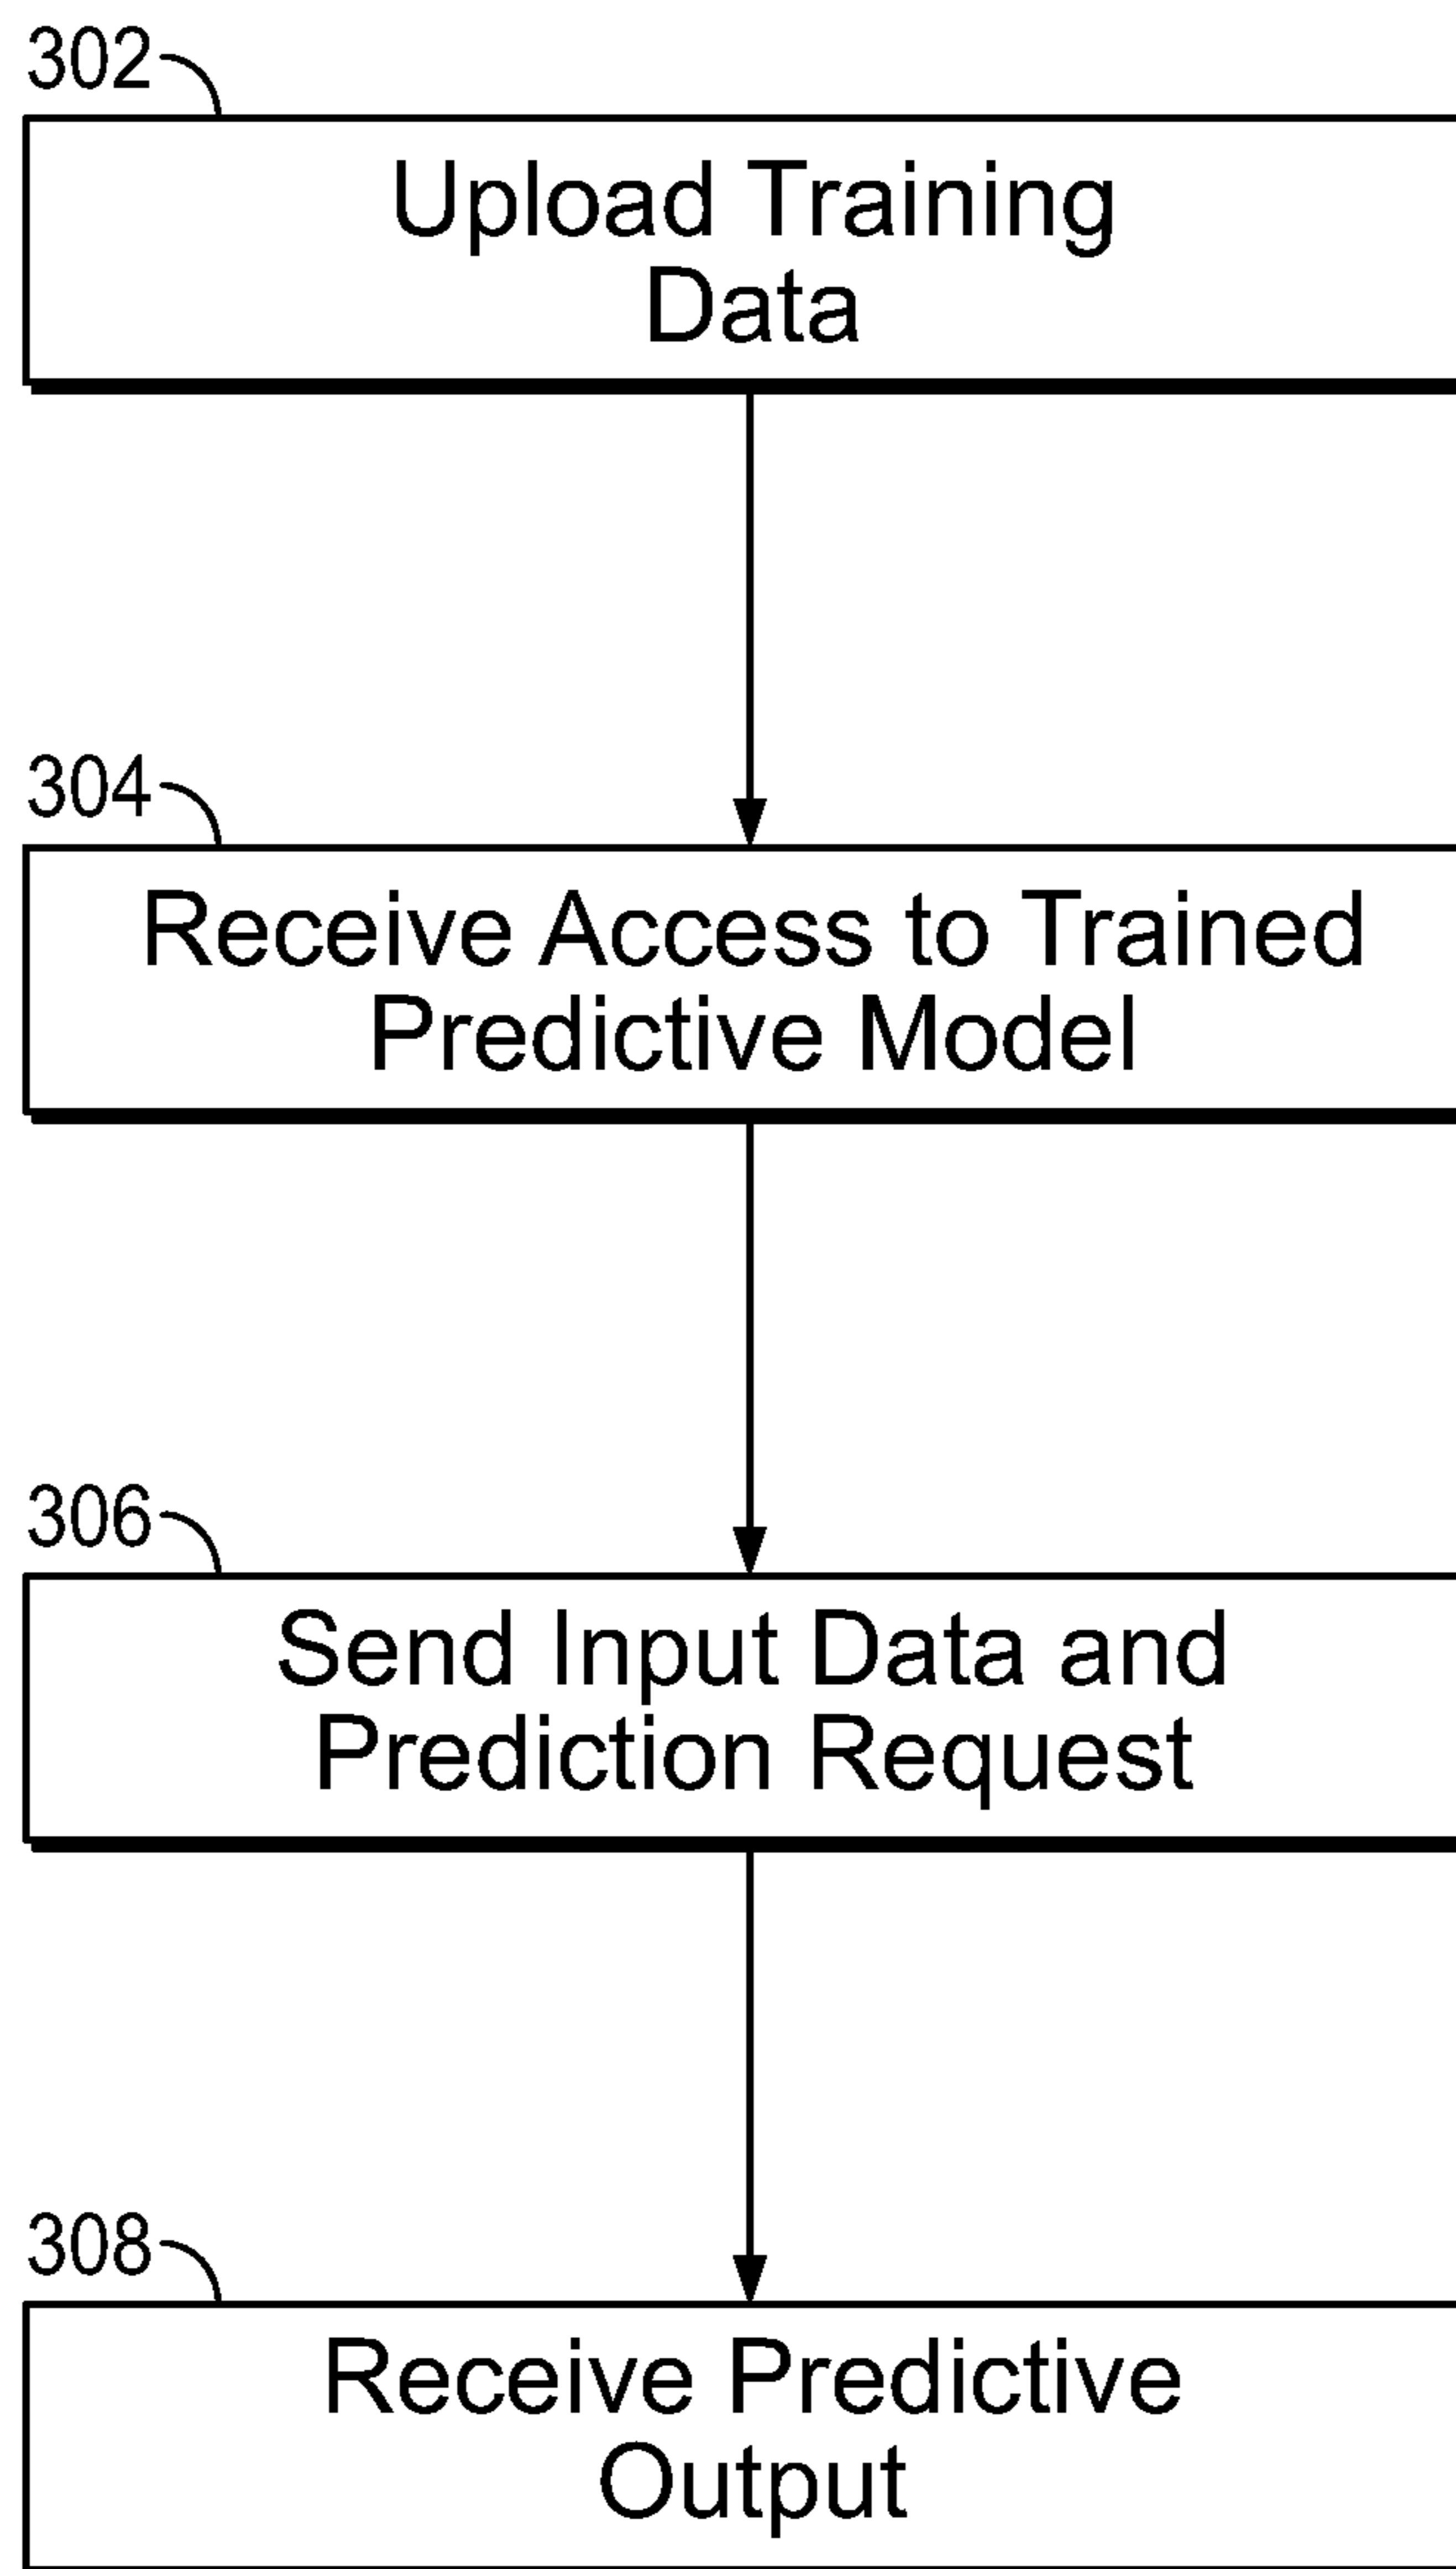 302
Upload Training
Data
304
Receive Access to Trained
Predictive Model
306
Send Input Data and
Prediction Request
308
Receive Predictive
Output